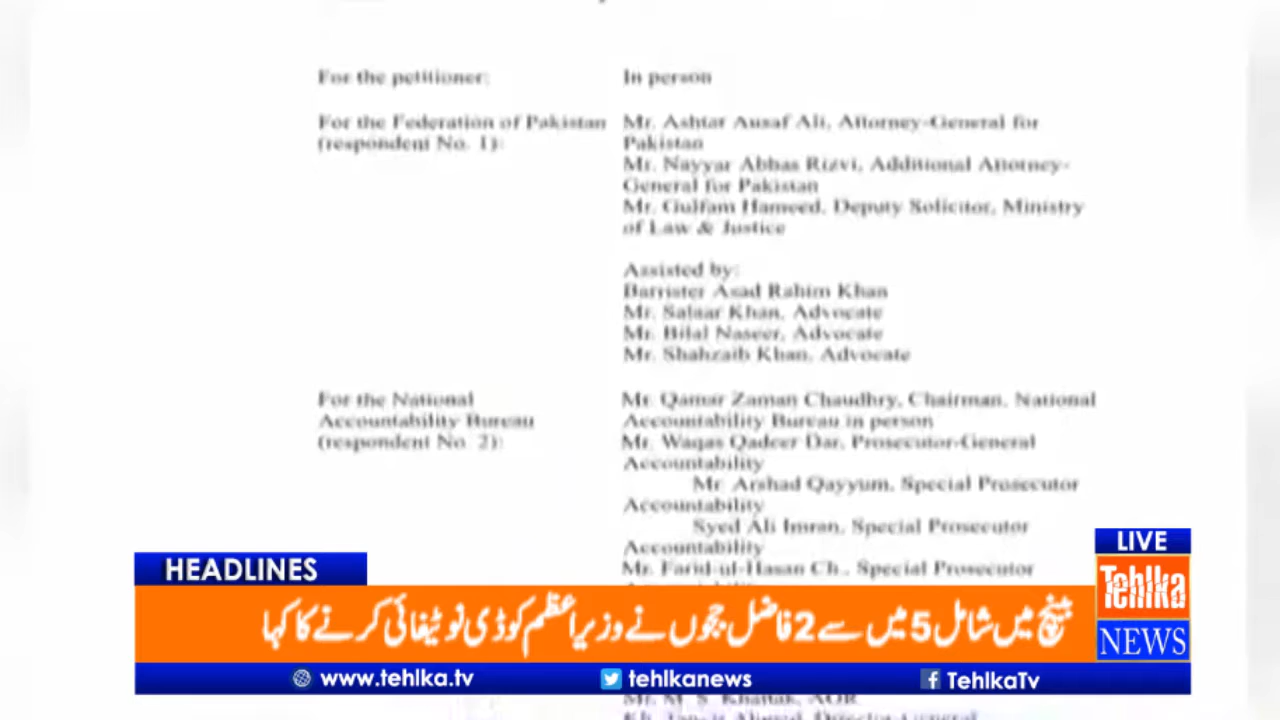 For the petitioner: In person
For the Federation of Pakistan Mr. Ashtar Ausaf Ali, Attorney-General for
(respondent No. 1): Pakistan
Mr. Nayyar Abbas Rizvi, Additional Attorney-
General for Pakistan
Mr. Gulfam Hameed, Deputy Solicitor, Ministry
of Law & Justice
Assisted by:
Barrister Asad Rahim Khan
Mr. Salaar Khan, Advocate
Mr. Bilal Naseer, Advocate
Mr. Shahzaib Khan, Advocate
For the National Mr. Qamar Zaman Chaudhry, Chairman, National
Accountability Bureau Accountability Bureau in person
(respondent No. 2): Mr. Waqas Qadeer Dar, Prosecutor-General
Accountability
Mr. Arshad Qayyum, Special Prosecutor
Accountability
Syed Ali Imran, Special Prosecutor
Accountability
Mr. Farid-ul-Hasan Ch., Special Prosecutor
LIVE
HEADLINES
Tehlka
NEWS
بینچ میں شامل 5 میں سے 2 فاضل ججوں نے وزیراعظم کو ڈی نوٹیفائی کرنے کا کہا
www.tehlka.tv tehlkanews TehlkaTv
Mr. M. S. Khattak, AOR